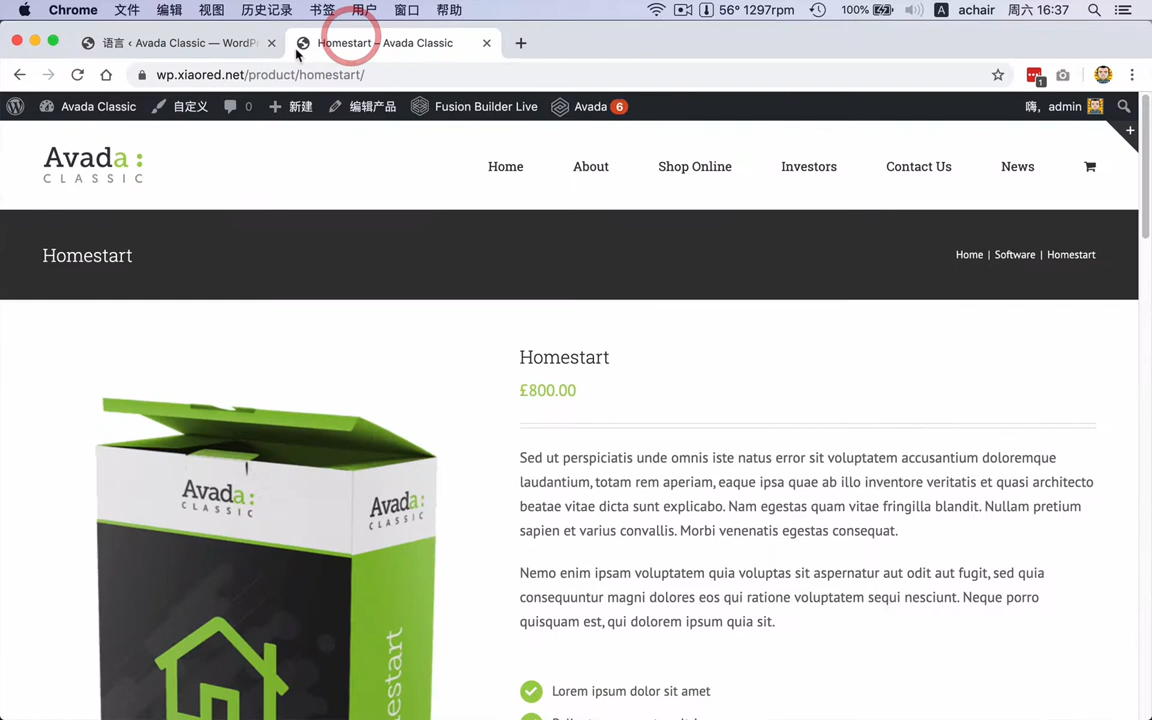 Chrome 文件 编辑 视图 历史记录 书签 用户 窗口 帮助 56° 1297rpm 100% A achair 周六 16:37
语言 ‹ Avada Classic — WordPr Homestart – Avada Classic
wp.xiaored.net/product/homestart/ 1
Avada Classic 自定义 0 新建 编辑产品 Fusion Builder Live Avada 6 嗨，admin
Avada:
CLASSIC
Home About Shop Online Investors Contact Us News
Homestart
Home | Software | Homestart
Homestart
£800.00
Sed ut perspiciatis unde omnis iste natus error sit voluptatem accusantium doloremque
laudantium, totam rem aperiam, eaque ipsa quae ab illo inventore veritatis et quasi architecto
beatae vitae dicta sunt explicabo. Nam egestas quam vitae fringilla blandit. Nullam pretium
sapien et varius convallis. Morbi venenatis egestas consequat.
Nemo enim ipsam voluptatem quia voluptas sit aspernatur aut odit aut fugit, sed quia
consequuntur magni dolores eos qui ratione voluptatem sequi nesciunt. Neque porro
quisquam est, qui dolorem ipsum quia sit.
Lorem ipsum dolor sit amet
Avada:
CLASSIC
Avada:
CLASSIC
estart